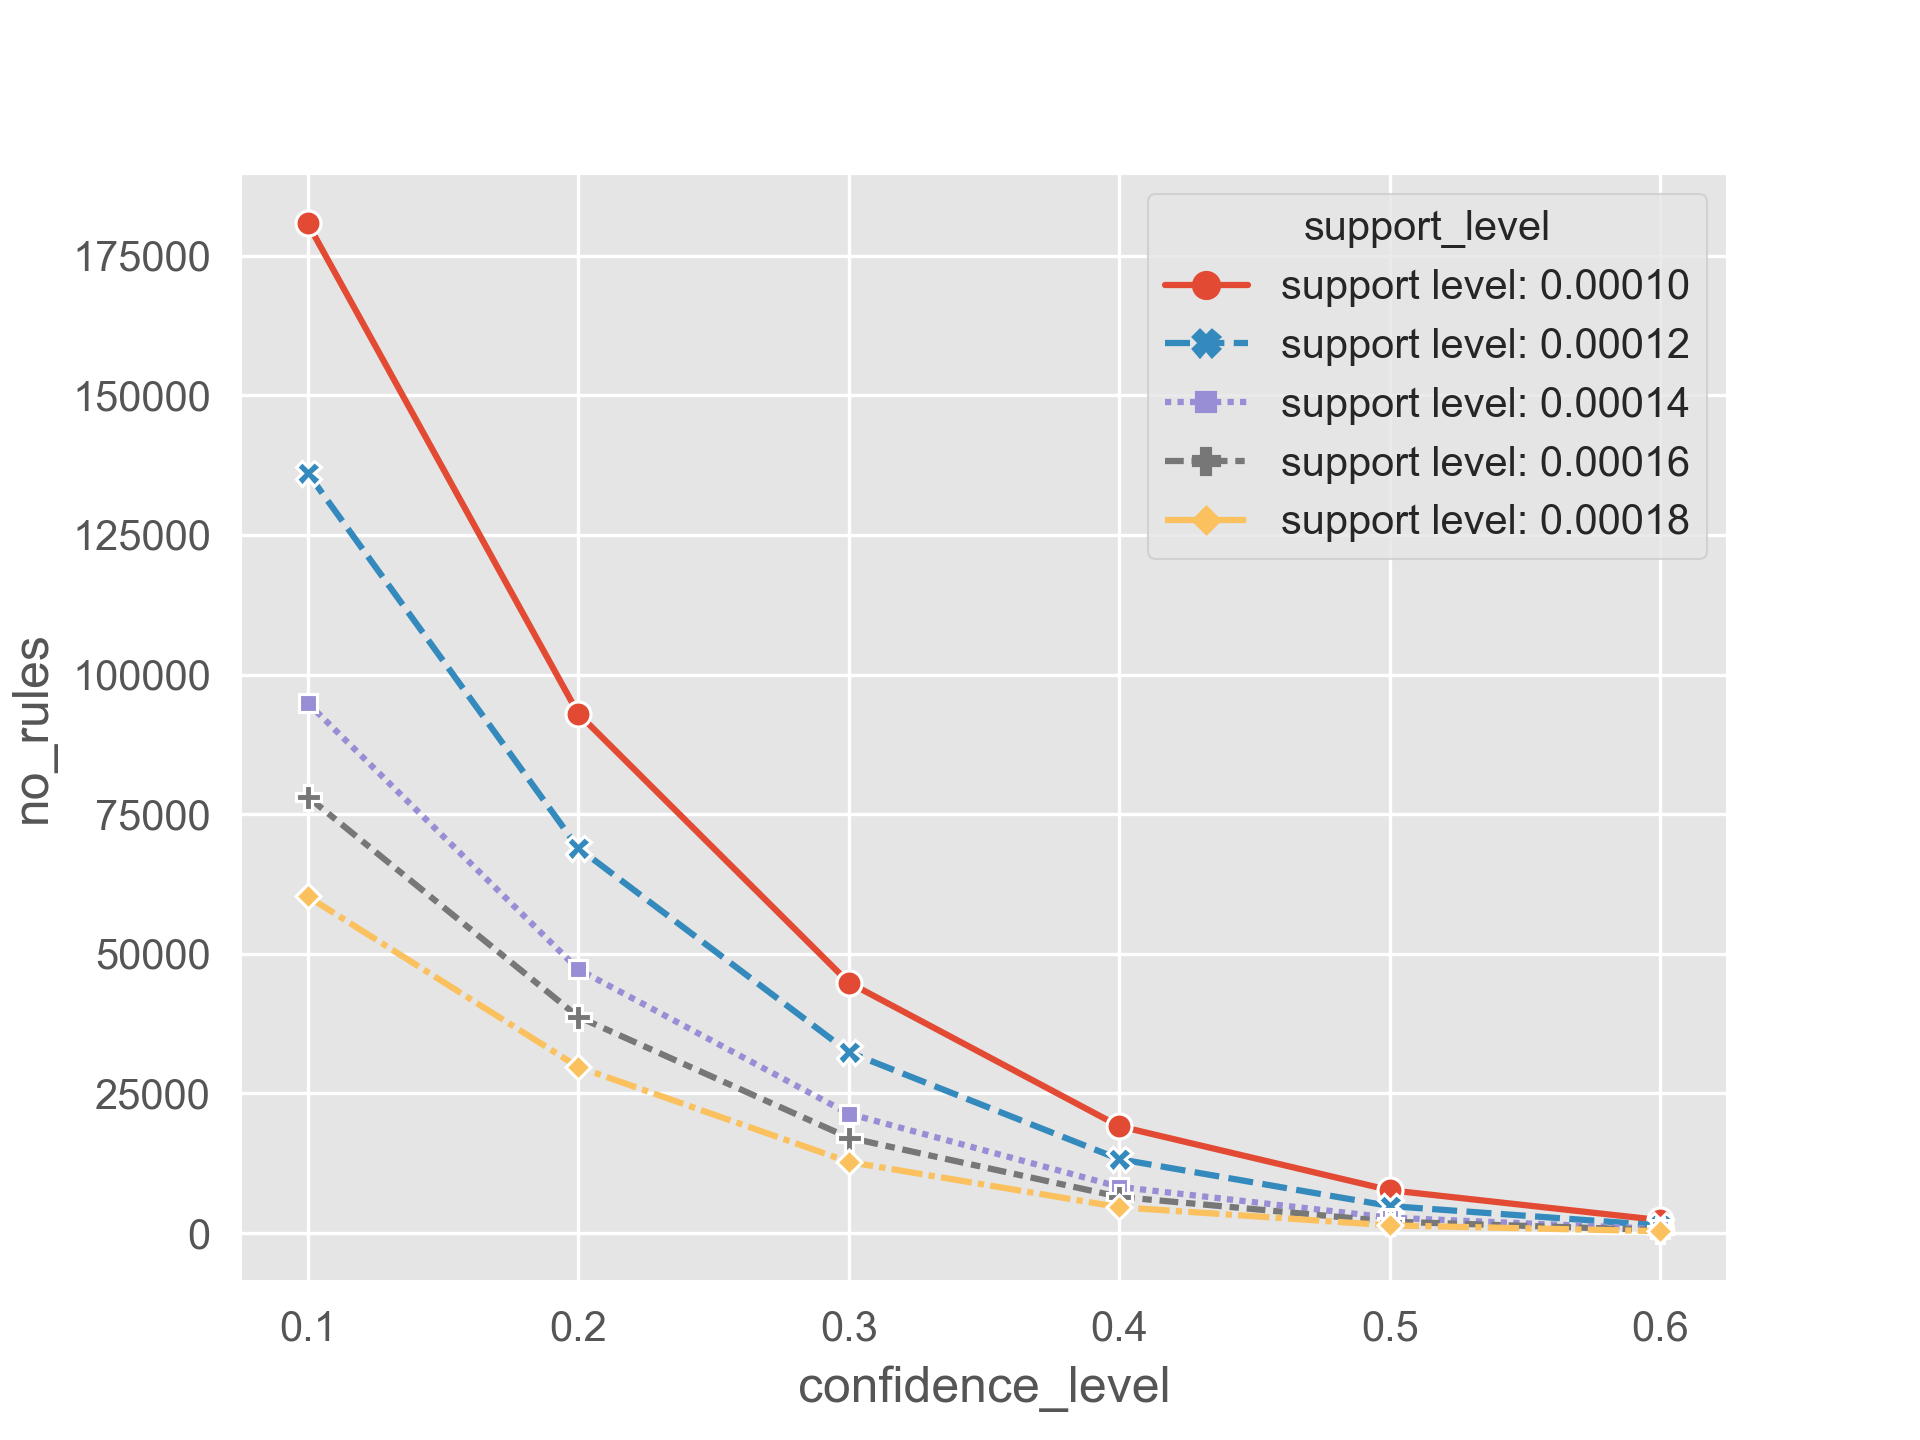 support_level
support level: 0.00010
support level: 0.00012
support level: 0.00014
support level: 0.00016
support level: 0.00018
175000
150000
125000
100000
75000
50000
25000
0
no_rules
0.1 0.2 0.3 0.4 0.5 0.6
confidence_level